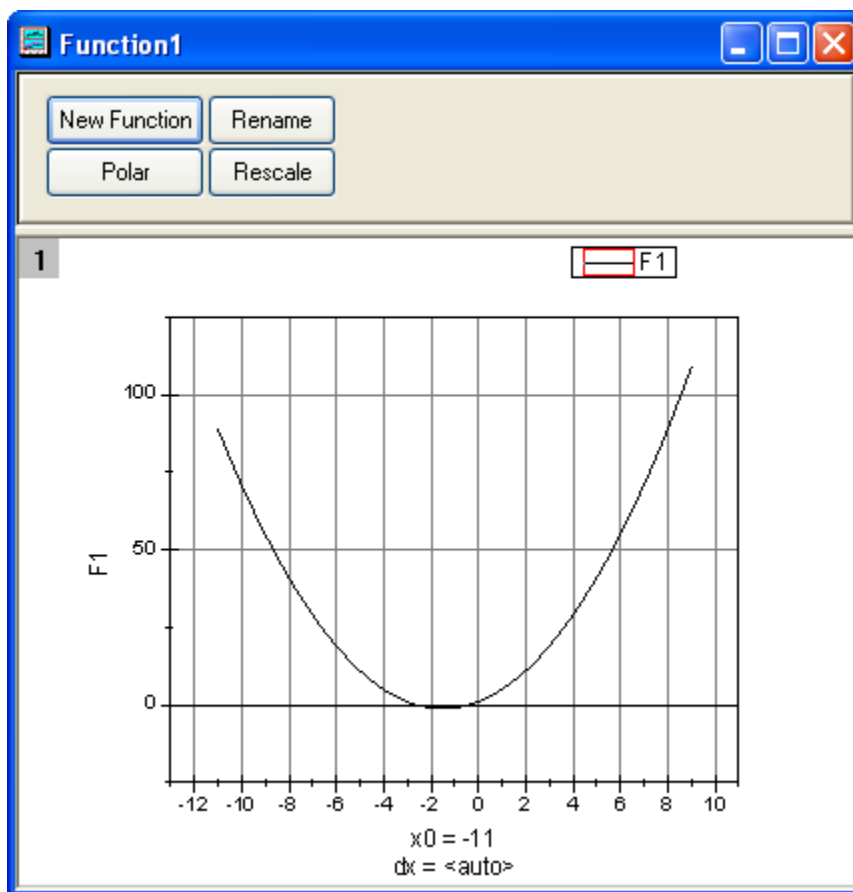 Function1
New Function Rename
Polar Rescale
1
F1
100
50
0
F1
-12 -10 -8 -6 -4 -2 0 2 4 6 8 10
x0 = -11
dx = <auto>